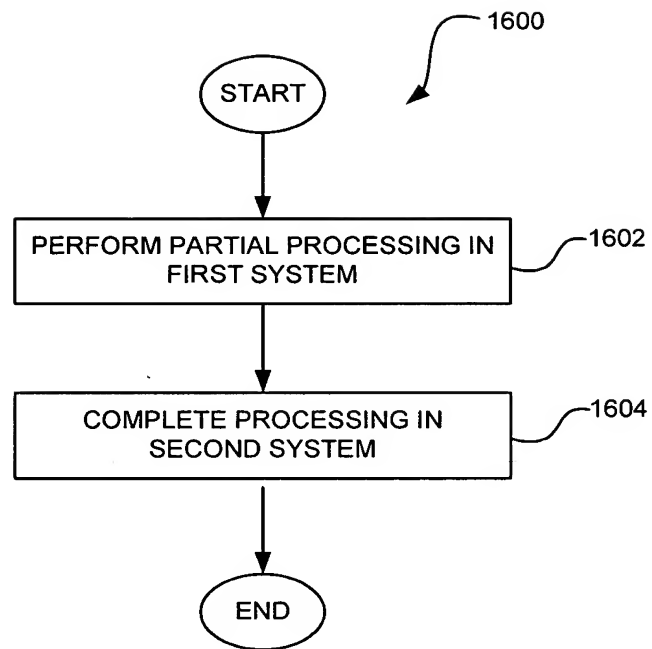 1600
START
PERFORM PARTIAL PROCESSING IN
FIRST SYSTEM
1602
COMPLETE PROCESSING IN
SECOND SYSTEM
1604
END